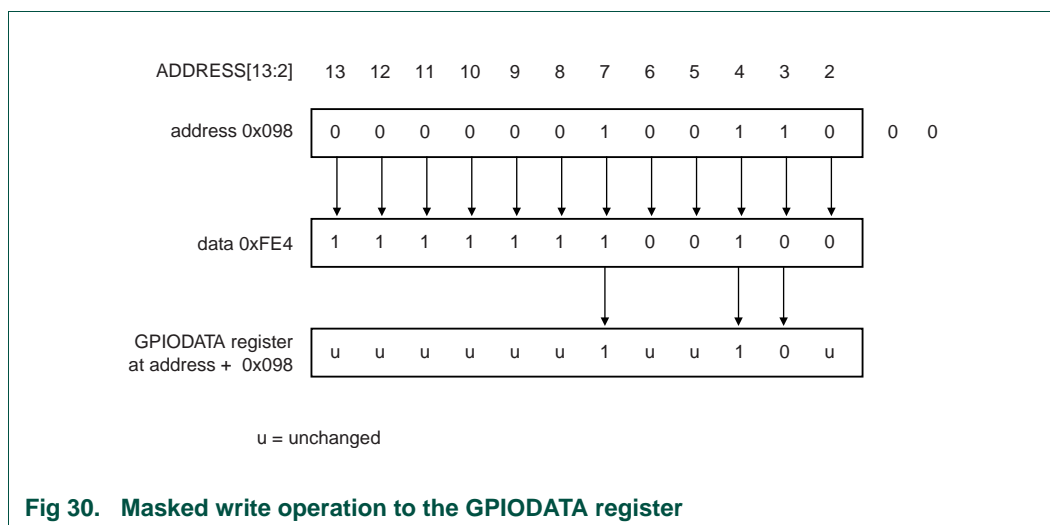 ADDRESS[13:2] 13 12 11 10 9 8 7 6 5 4 3 2
address 0x098 0 0 0 0 0 0 1 0 0 1 1 0 0 0
data 0xFE4 1 1 1 1 1 1 1 0 0 1 0 0
GPIODATA register
at address + 0x098
u u u u u u 1 u u 1 0 u
u = unchanged
Fig 30. Masked write operation to the GPIODATA register